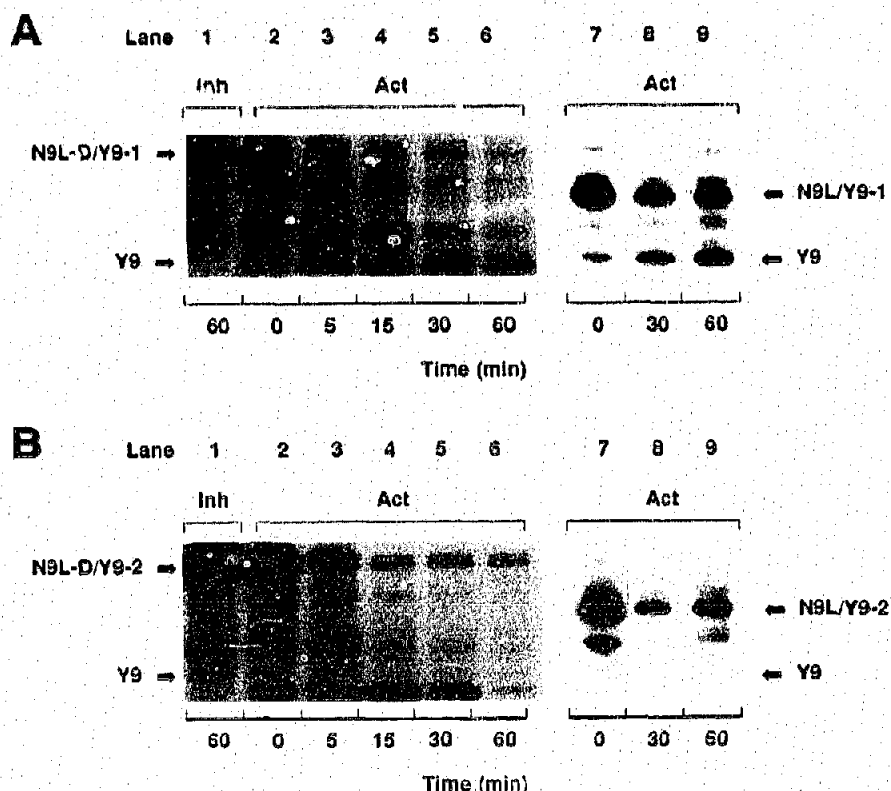 A
Lane 1 2 3 4 5 6 7 8 9
Inh Act Act
N9L-D/Y9-1
N9L/Y9-1
Y9 Y9
60 0 5 15 30 60 0 30 60
Time (min)
B
Lane 1 2 3 4 5 6 7 8 9
Inh Act Act
N9L-D/Y9-2
N9L/Y9-2
Y9 Y9
60 0 5 15 30 60 0 30 60
Time (min)